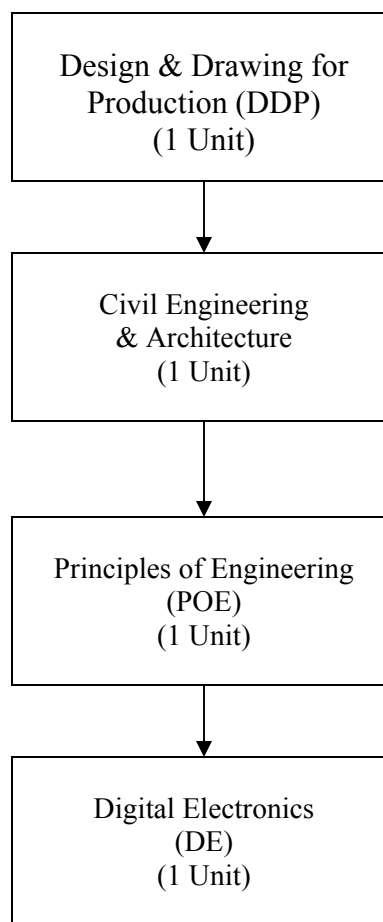 Design & Drawing for
Production (DDP)
(1 Unit)
Civil Engineering
& Architecture
(1 Unit)
Principles of Engineering
(POE)
(1 Unit)
Digital Electronics
(DE)
(1 Unit)